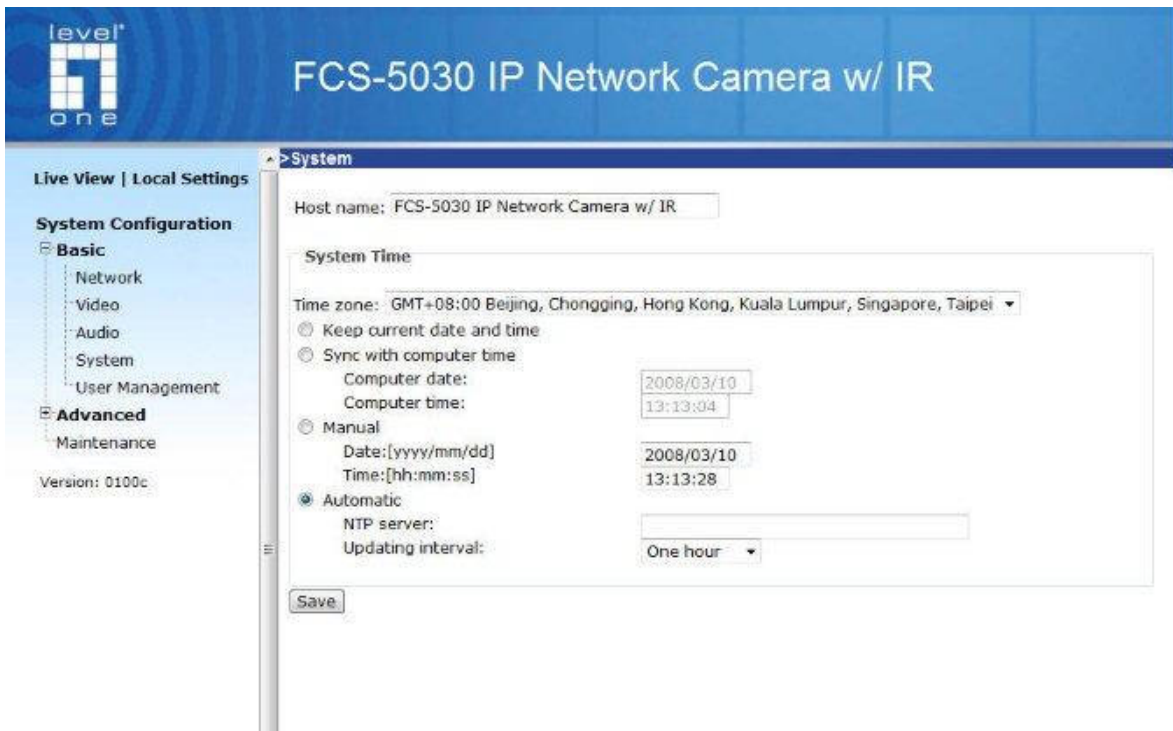 level
one
FCS-5030 IP Network Camera w/ IR
Live View | Local Settings
System Configuration
Basic
Network
Video
Audio
System
User Management
Advanced
Maintenance
Version: 0100c
>System
Host name: FCS-5030 IP Network Camera w/ IR
System Time
Time zone: GMT+08:00 Beijing, Chongging, Hong Kong, Kuala Lumpur, Singapore, Taipei
Keep current date and time
Sync with computer time
Computer date: 2008/03/10
Computer time: 13:13:04
Manual
Date:[yyyy/mm/dd] 2008/03/10
Time:[hh:mm:ss] 13:13:28
Automatic
NTP server:
Updating interval: One hour
Save